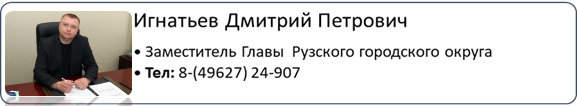 Игнатьев Дмитрий Петрович
• Заместитель Главы Рузского городского округа
• Тел: 8-(49627) 24-907